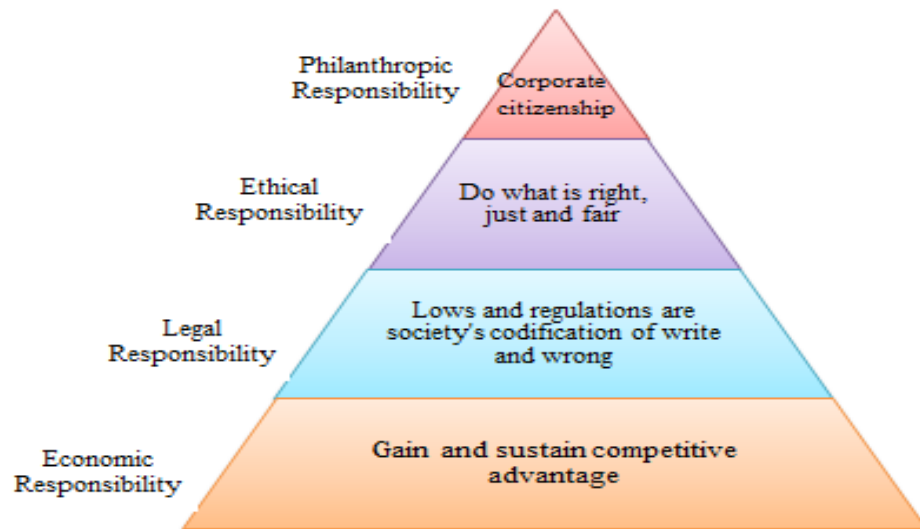 Philanthropic
Responsibility
Corporate
citizenship
Ethical
Responsibility
Do what is right,
just and fair
Legal
Responsibility
Lows and regulations are
society's codification of write
and wrong
Economic
Responsibility
Gain and sustain competitive
advantage